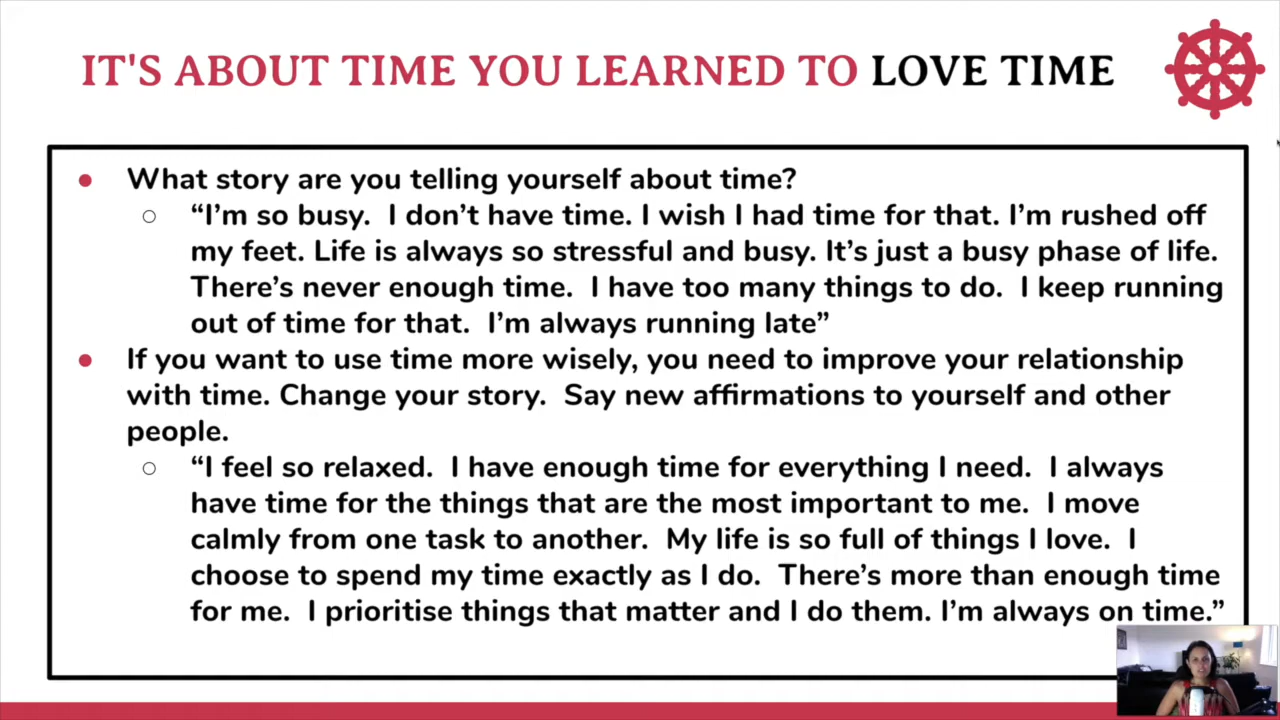 IT'S ABOUT TIME YOU LEARNED TO LOVE TIME
What story are you telling yourself about time?
“I’m so busy.  I don’t have time. I wish I had time for that. I’m rushed off
my feet. Life is always so stressful and busy. It’s just a busy phase of life.
There’s never enough time.  I have too many things to do.  I keep running
out of time for that.  I’m always running late”
If you want to use time more wisely, you need to improve your relationship
with time. Change your story.  Say new affirmations to yourself and other
people.
“I feel so relaxed.  I have enough time for everything I need.  I always
have time for the things that are the most important to me.  I move
calmly from one task to another.  My life is so full of things I love.  I
choose to spend my time exactly as I do.  There’s more than enough time
for me.  I prioritise things that matter and I do them. I’m always on time.”